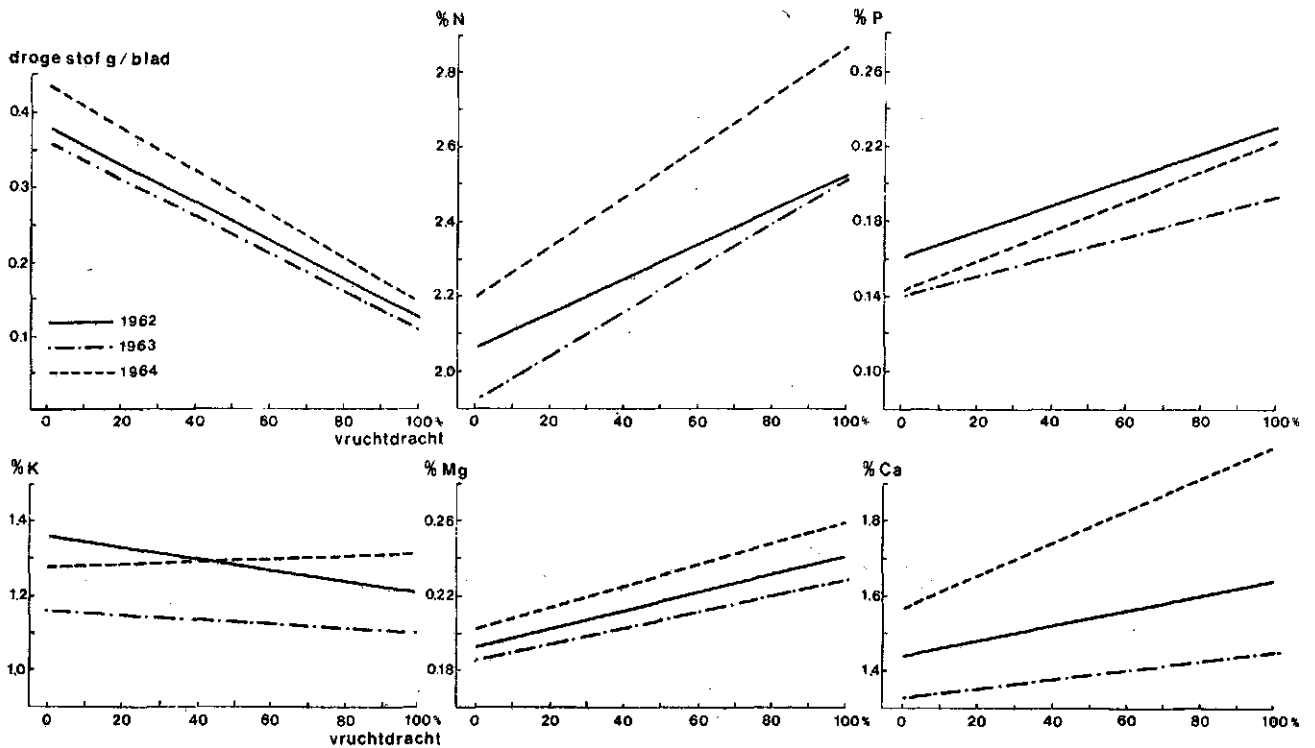 droge stof g/blad
0.4
0.3
0.2
0.1
1962
1963
1964
0 20 40 60 80 100%
vruchtdracht
%N
2.8
2.6
2.4
2.2
2.0
0 20 40 60 80 100%
%P
0.26
0.22
0.18
0.14
0.10
0 20 40 60 80 100%
%K
1.4
1.2
1.0
0 20 40 60 80 100%
vruchtdracht
%Mg
0.26
0.22
0.18
0 20 40 60 80 100%
%Ca
1.8
1.6
1.4
0 20 40 60 80 100%